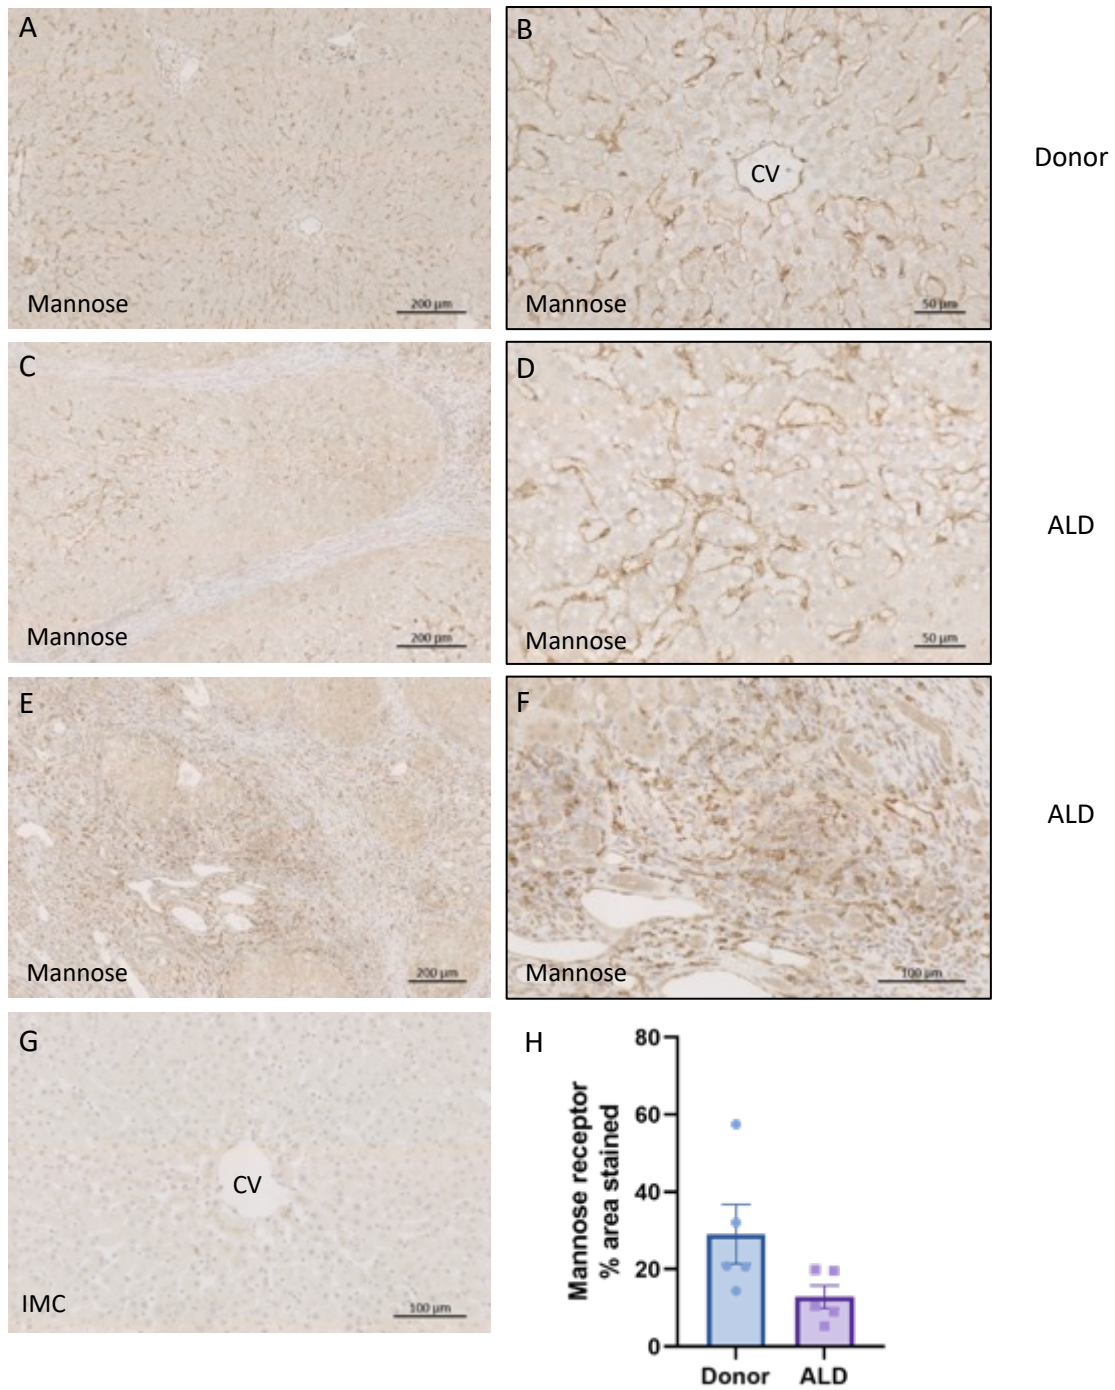 A
Mannose
200 µm
B
CV
Mannose
50 µm
Donor
C
Mannose
200 µm
D
Mannose
50 µm
ALD
E
Mannose
200 µm
F
Mannose
100 µm
ALD
G
CV
IMC
100 µm
H
Mannose receptor
% area stained
80
60
40
20
0
Donor
ALD